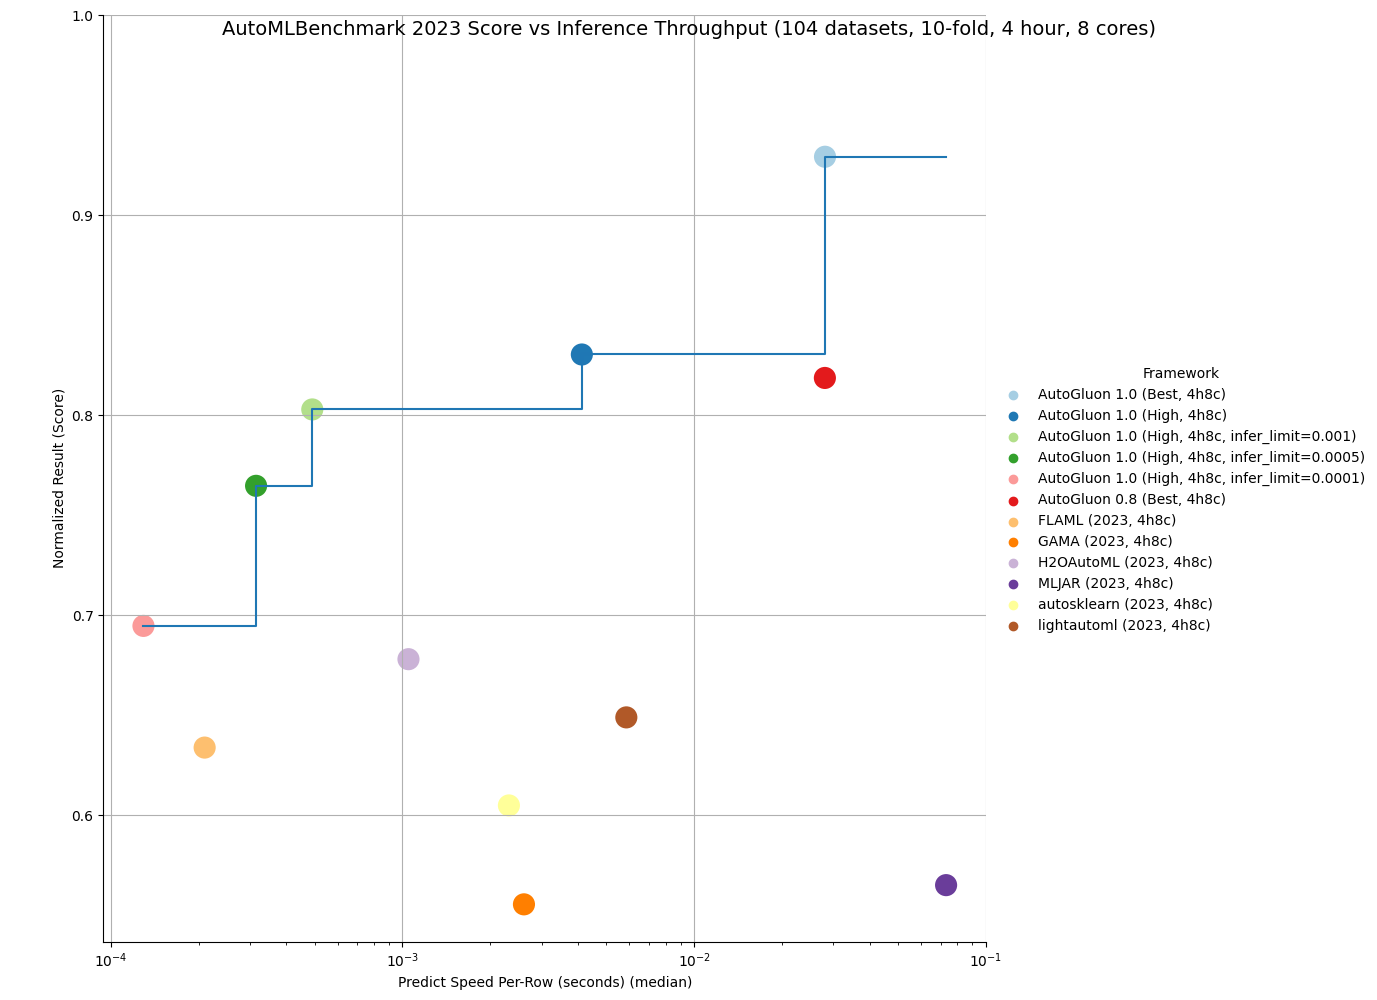 AutoMLBenchmark 2023 Score vs Inference Throughput (104 datasets, 10-fold, 4 hour, 8 cores)
1.0
0.9
0.8
0.7
0.6
Normalized Result (Score)
10⁻⁴
10⁻³
10⁻²
10⁻¹
Predict Speed Per-Row (seconds) (median)
Framework
AutoGluon 1.0 (Best, 4h8c)
AutoGluon 1.0 (High, 4h8c)
AutoGluon 1.0 (High, 4h8c, infer_limit=0.001)
AutoGluon 1.0 (High, 4h8c, infer_limit=0.0005)
AutoGluon 1.0 (High, 4h8c, infer_limit=0.0001)
AutoGluon 0.8 (Best, 4h8c)
FLAML (2023, 4h8c)
GAMA (2023, 4h8c)
H2OAutoML (2023, 4h8c)
MLJAR (2023, 4h8c)
autosklearn (2023, 4h8c)
lightautoml (2023, 4h8c)